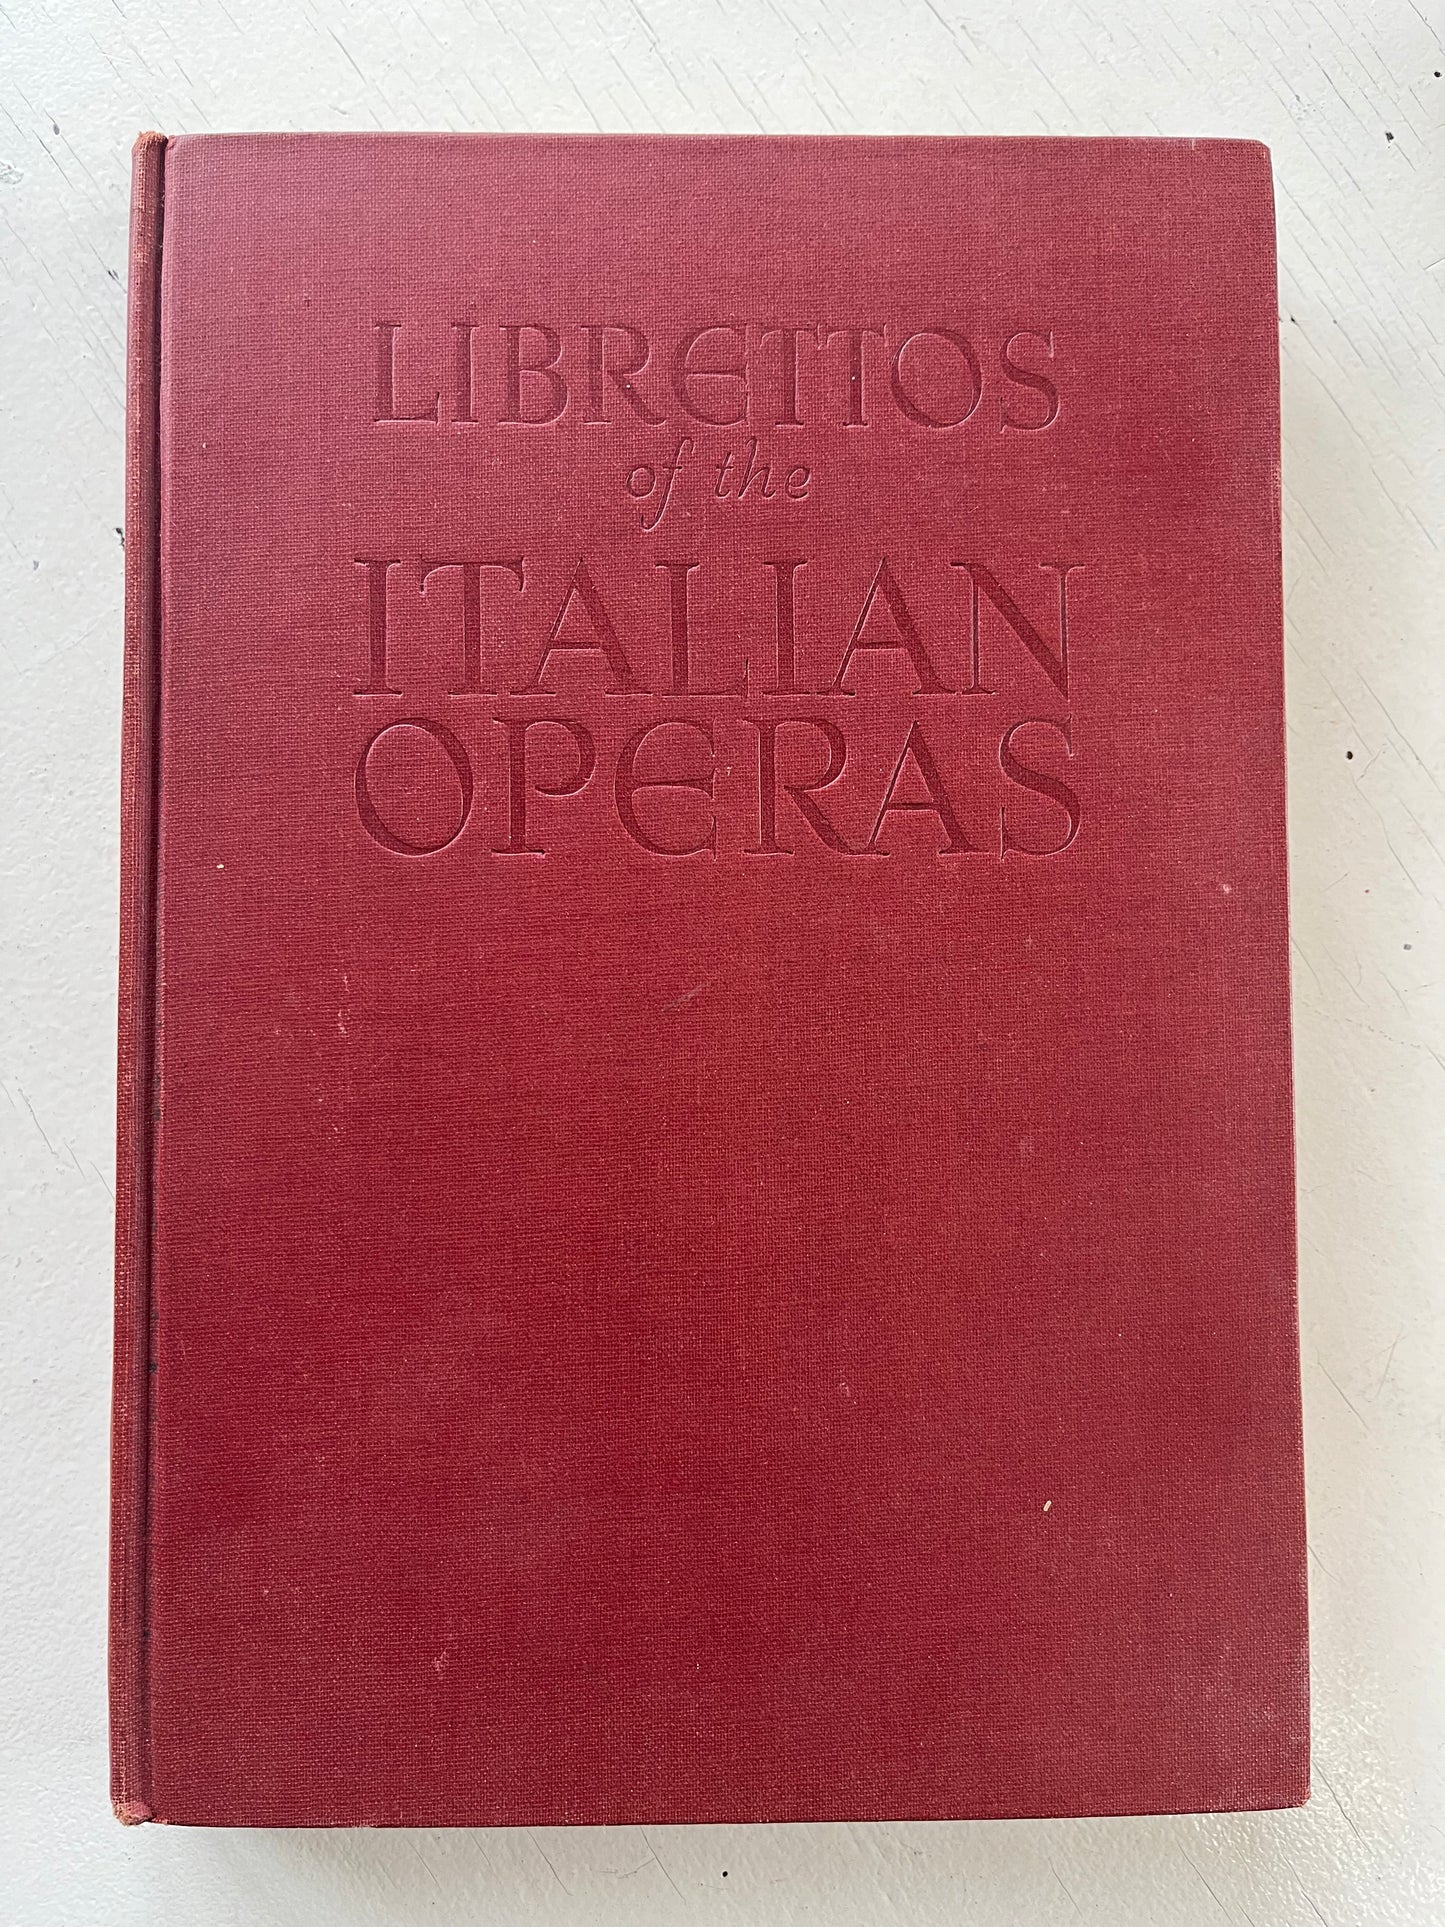 LIBRETTOS
of the
ITALIAN
OPERAS